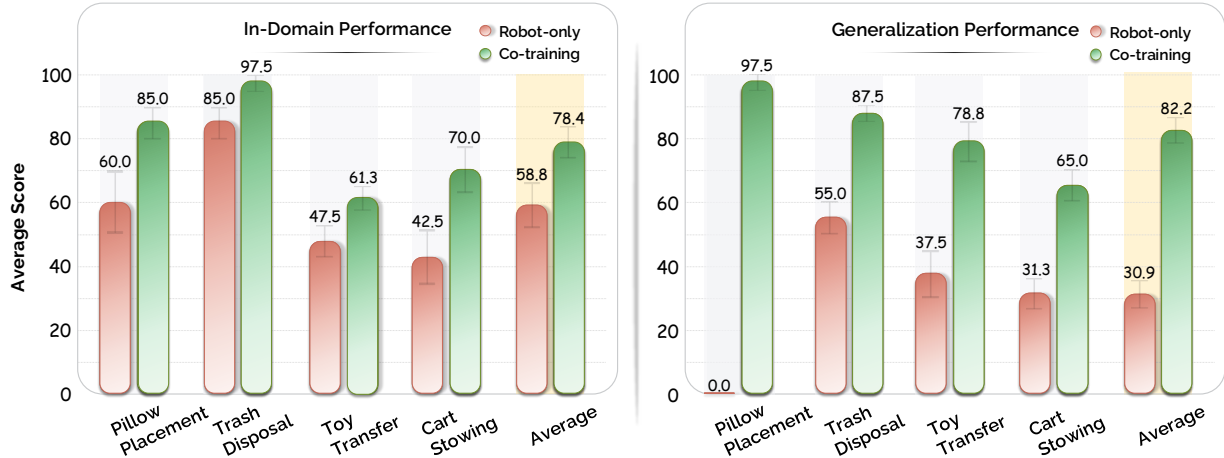 In-Domain Performance
Robot-only
Co-training
Average Score
100
80
60
40
20
0
60.0
85.0
85.0
97.5
47.5
61.3
42.5
70.0
58.8
78.4
Pillow
Placement
Trash
Disposal
Toy
Transfer
Cart
Stowing
Average
Generalization Performance
Robot-only
Co-training
100
80
60
40
20
0
0.0
97.5
55.0
87.5
37.5
78.8
31.3
65.0
30.9
82.2
Pillow
Placement
Trash
Disposal
Toy
Transfer
Cart
Stowing
Average